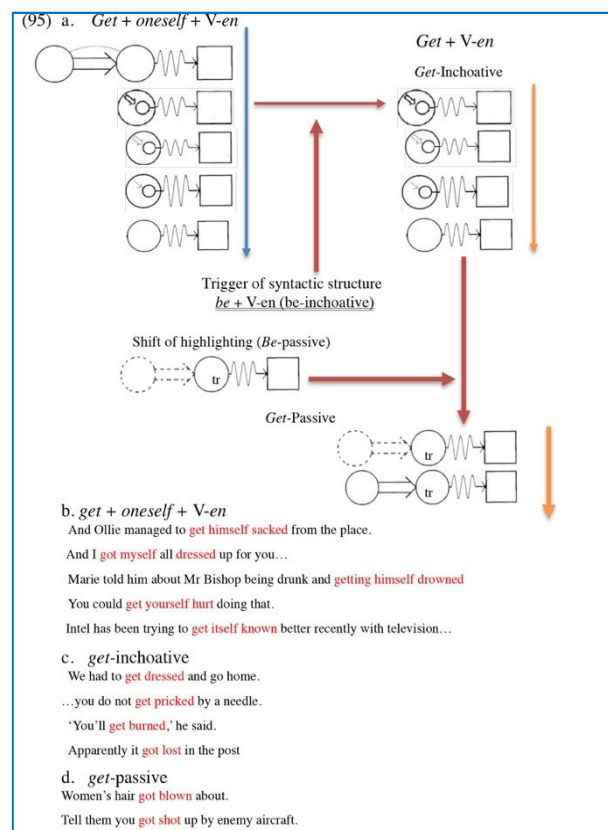 (95) a. Get + oneself + V-en
Get + V-en
Get-Inchoative
Trigger of syntactic structure
be + V-en (be-inchoative)
Shift of highlighting (Be-passive)
tr
Get-Passive
tr
tr
b. get + oneself + V-en
And Ollie managed to get himself sacked from the place.
And I got myself all dressed up for you…
Marie told him about Mr Bishop being drunk and getting himself drowned
You could get yourself hurt doing that.
Intel has been trying to get itself known better recently with television…
c. get-inchoative
We had to get dressed and go home.
…you do not get pricked by a needle.
‘You’ll get burned,’ he said.
Apparently it got lost in the post
d. get-passive
Women’s hair got blown about.
Tell them you got shot up by enemy aircraft.